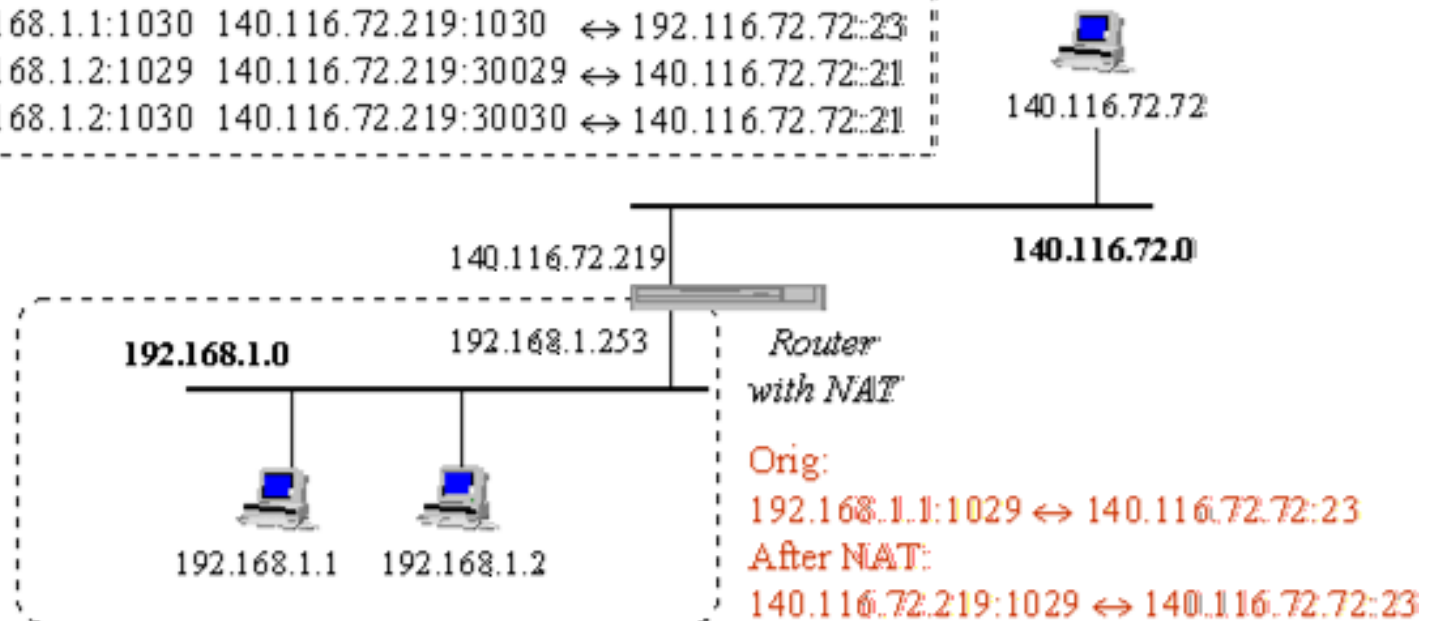 68.1.1:1030 140.116.72.219:1030 ⇔ 192.116.72.72:23
68.1.2:1029 140.116.72.219:30029 ⇔ 140.116.72.72:21
68.1.2:1030 140.116.72.219:30030 ⇔ 140.116.72.72:21
140.116.72.72
140.116.72.219
140.116.72.0
192.168.1.0
192.168.1.253
Router
with NAT
192.168.1.1
192.168.1.2
Orig:
192.168.1.1:1029 ⇔ 140.116.72.72:23
After NAT:
140.116.72.219:1029 ⇔ 140.116.72.72:23